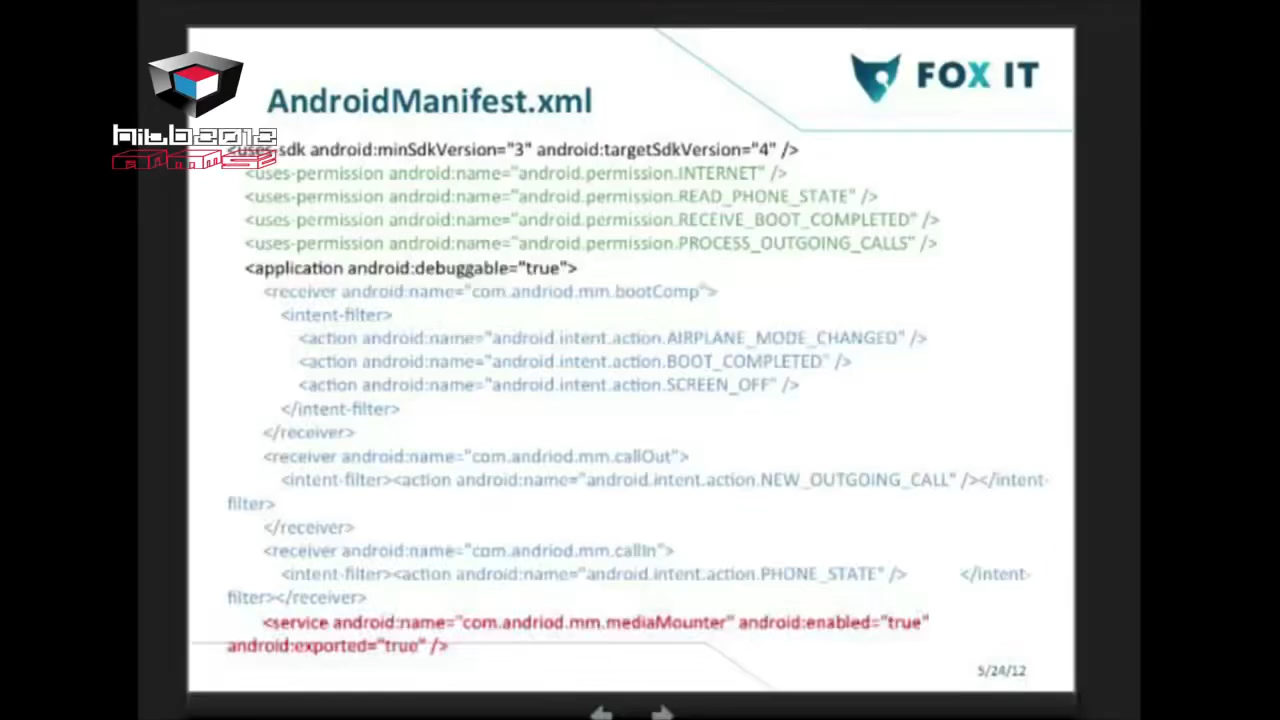 FOX IT
AndroidManifest.xml
hitb2012
ams
<uses-sdk android:minSdkVersion="3" android:targetSdkVersion="4" />
<uses-permission android:name="android.permission.INTERNET" />
<uses-permission android:name="android.permission.READ_PHONE_STATE" />
<uses-permission android:name="android.permission.RECEIVE_BOOT_COMPLETED" />
<uses-permission android:name="android.permission.PROCESS_OUTGOING_CALLS" />
<application android:debuggable="true">
<receiver android:name="com.andriod.mm.bootComp">
<intent-filter>
<action android:name="android.intent.action.AIRPLANE_MODE_CHANGED" />
<action android:name="android.intent.action.BOOT_COMPLETED" />
<action android:name="android.intent.action.SCREEN_OFF" />
</intent-filter>
</receiver>
<receiver android:name="com.andriod.mm.callOut">
<intent-filter><action android:name="android.intent.action.NEW_OUTGOING_CALL" /></intent-
filter>
</receiver>
<receiver android:name="com.andriod.mm.callIn">
<intent-filter><action android:name="android.intent.action.PHONE_STATE" /> </intent-
filter></receiver>
<service android:name="com.andriod.mm.mediaMounter" android:enabled="true"
android:exported="true" />
5/24/12